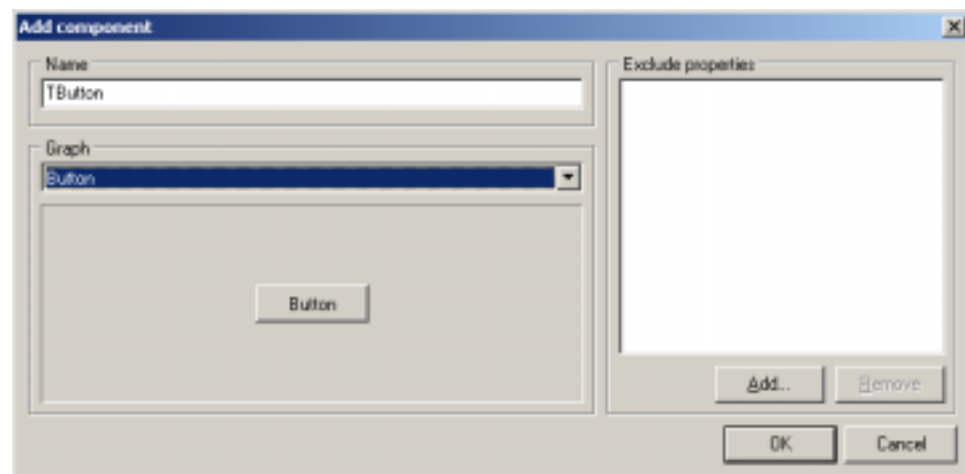 Add component
Name
TButton
Graph
Button
Button
Exclude properties
Add...
Remove
OK
Cancel